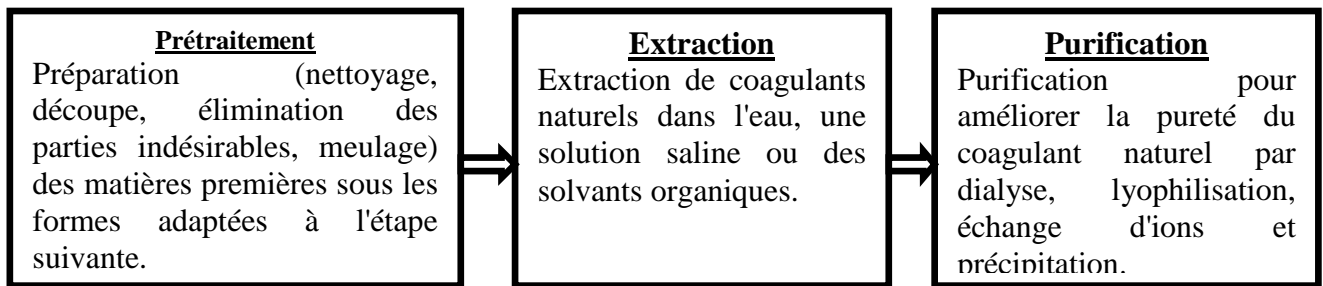 Prétraitement
Préparation (nettoyage,
découpe, élimination des
parties indésirables, meulage)
des matières premières sous les
formes adaptées à l'étape
suivante.
Extraction
Extraction de coagulants
naturels dans l'eau, une
solution saline ou des
solvants organiques.
Purification
Purification pour
améliorer la pureté du
coagulant naturel par
dialyse, lyophilisation,
échange d'ions et
précipitation.